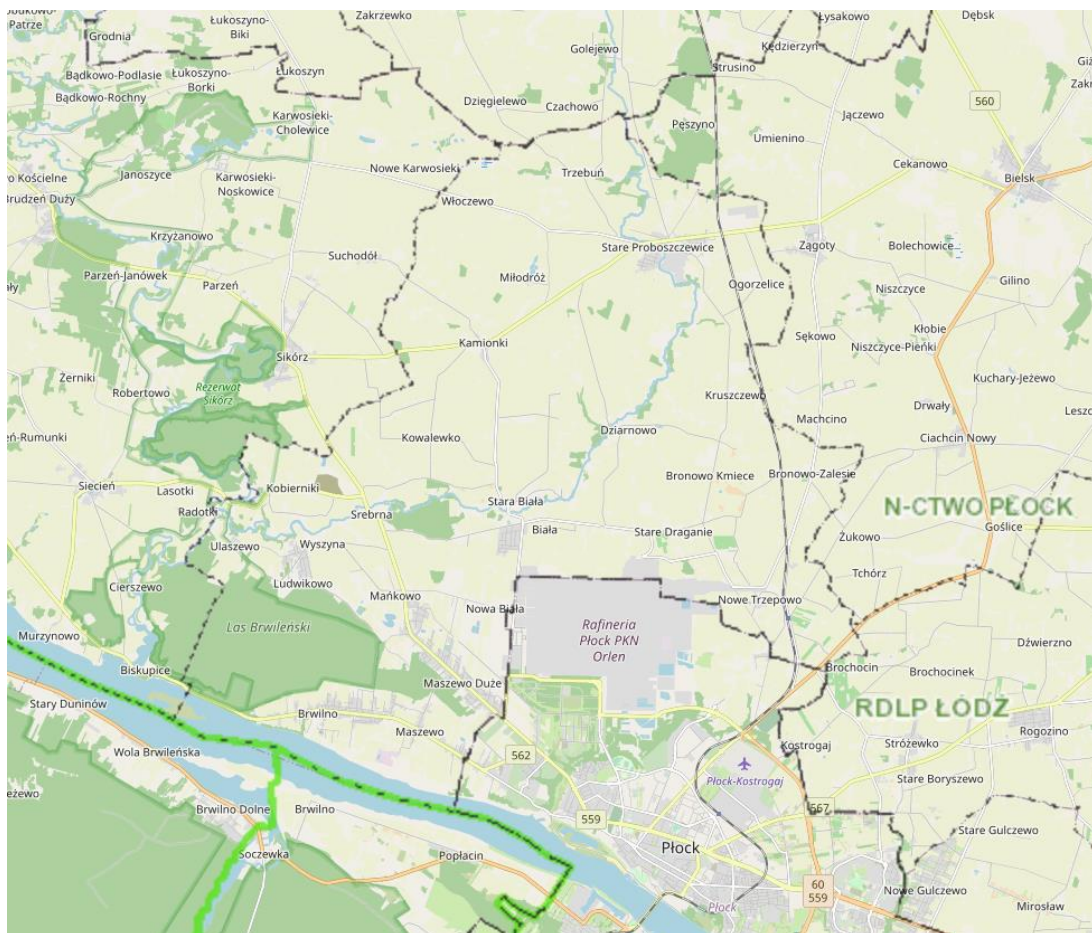 Patrze
Grodnia
Łukoszyno-
Biki
Zakrzewko
Golejewo
Łysakowo
Dębsk
Kędzierzyn
Strusino
Bądkowo-Podlasie
Łukoszyno-
Borki
Łukoszyn
Bądkowo-Rochny
Dzięgielewo
Czachowo
560
Karwosieki-
Cholewice
Pęszyno
Jączewo
Umienino
Cekanowo
Bielsk
Janoszyce
Karwosieki-
Noskowice
Nowe Karwosieki
Trzebuń
Brudzeń Duży
Włoczewo
Krzyżanowo
Stare Proboszczewice
Zągoty
Bolechowice
Suchodół
Parzeń-Janówek
Parzeń
Miłodróż
Ogorzelice
Niszczyce
Gilino
Sękowo
Kłobie
Niszczyce-Pieńki
Sikórz
Kamionki
Żerniki
Robertowo
Rezerwat
Sikórz
Kruszczewo
Kuchary-Jeżewo
Drwały
Machcino
Kowalewko
Dziarnowo
Ciachcin Nowy
Siecień
Lasotki
Kobierniki
Bronowo Kmiece
Bronowo-Zalesie
Radotki
Srebrna
Stara Biała
N-CTWO PŁOCK
Goślice
Ulaszewo
Wyszyna
Biała
Stare Draganie
Żukowo
Cierszewo
Ludwikowo
Tchórz
Mańkowo
Nowa Biała
Nowe Trzepowo
Las Brwileński
Rafineria
Płock PKN
Orlen
Murzynowo
Dźwierzno
Biskupice
Maszewo Duże
Brochocin
Brochocinek
Stary Duninów
Brwilno
RDLP ŁÓDŹ
Maszewo
Rogozino
Wola Brwileńska
562
Kostrogaj
Stróżewko
Płock-Kostrogaj
Stare Boryszewo
Brwilno Dolne
Brwilno
559
567
Stare Gulczewo
Soczewka
Popłacin
Płock
60
559
Nowe Gulczewo
Płock
Mirosław